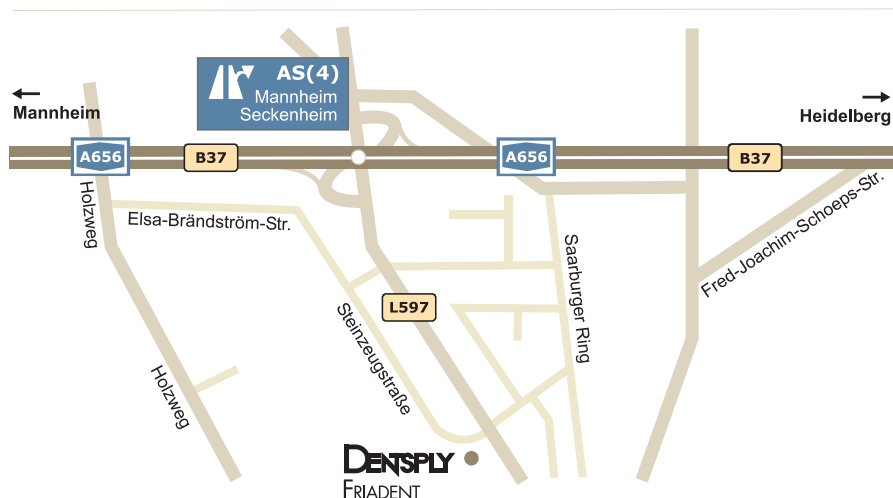 AS(4)
Mannheim
Seckenheim
Mannheim
Heidelberg
A656
B37
A656
B37
Holzweg
Elsa-Brändström-Str.
Fred-Joachim-Schoeps-Str.
Saarburger Ring
L597
Steinzeugstraße
Holzweg
DENTSPLY
FRIADENT